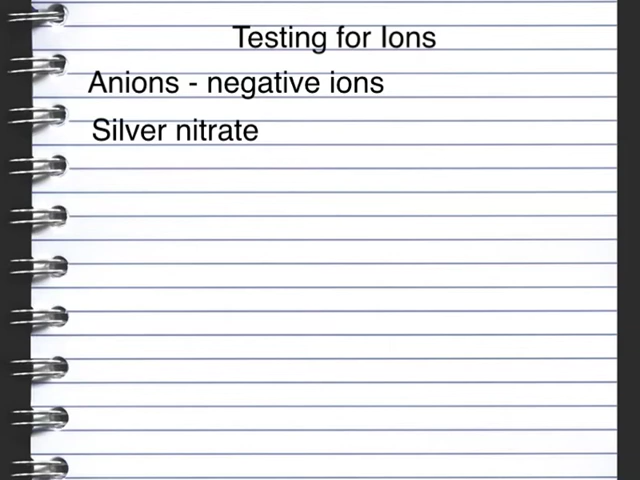 Testing for Ions
Anions - negative ions
Silver nitrate